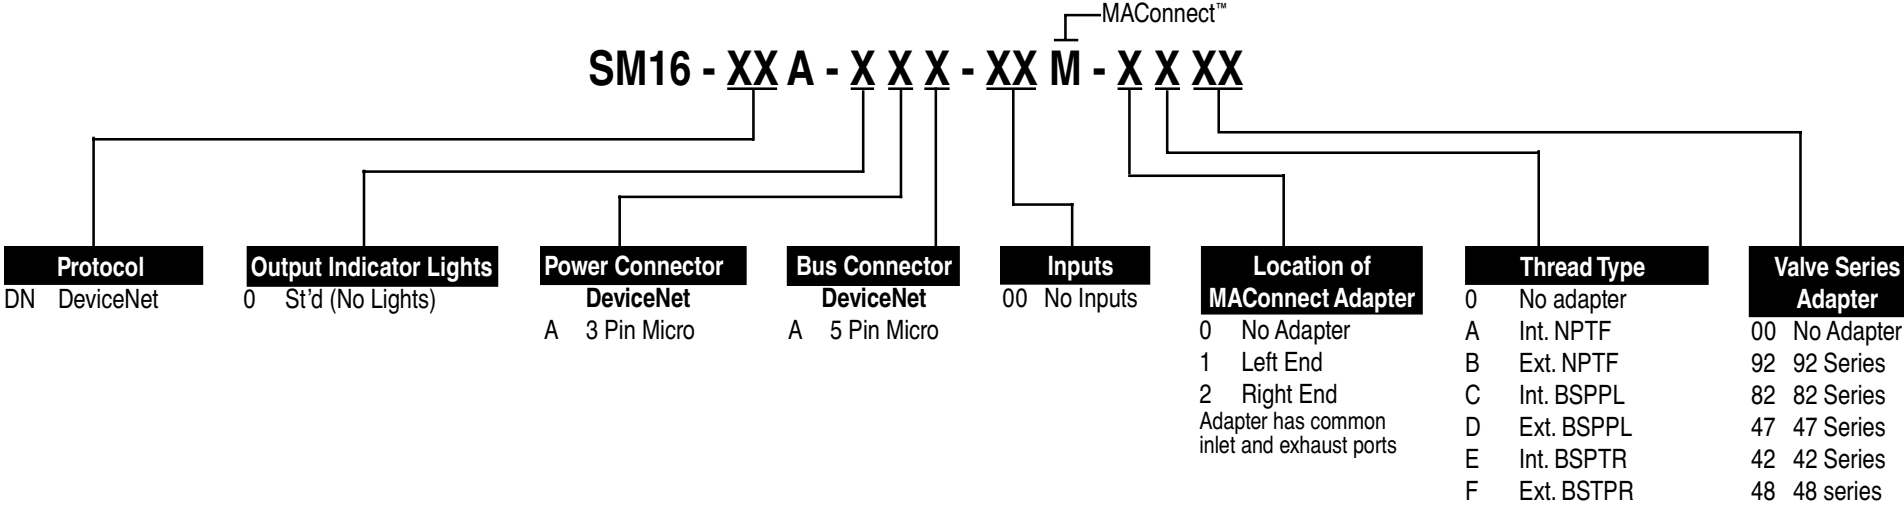 MAConnect™
SM16 - XX A - X X X - XX M - X X XX
Protocol
DN DeviceNet
Output Indicator Lights
0 St'd (No Lights)
Power Connector
DeviceNet
A 3 Pin Micro
Bus Connector
DeviceNet
A 5 Pin Micro
Inputs
00 No Inputs
Location of
MAConnect Adapter
0 No Adapter
1 Left End
2 Right End
Adapter has common
inlet and exhaust ports
Thread Type
0 No adapter
A Int. NPTF
B Ext. NPTF
C Int. BSPPL
D Ext. BSPPL
E Int. BSPTR
F Ext. BSTPR
Valve Series
Adapter
00 No Adapter
92 92 Series
82 82 Series
47 47 Series
42 42 Series
48 48 series